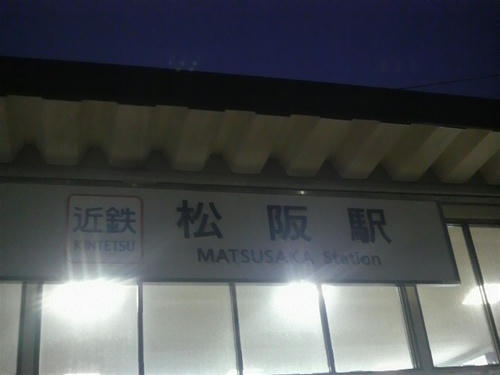 近鉄
KINTETSU
松阪駅
MATSUSAKA Station